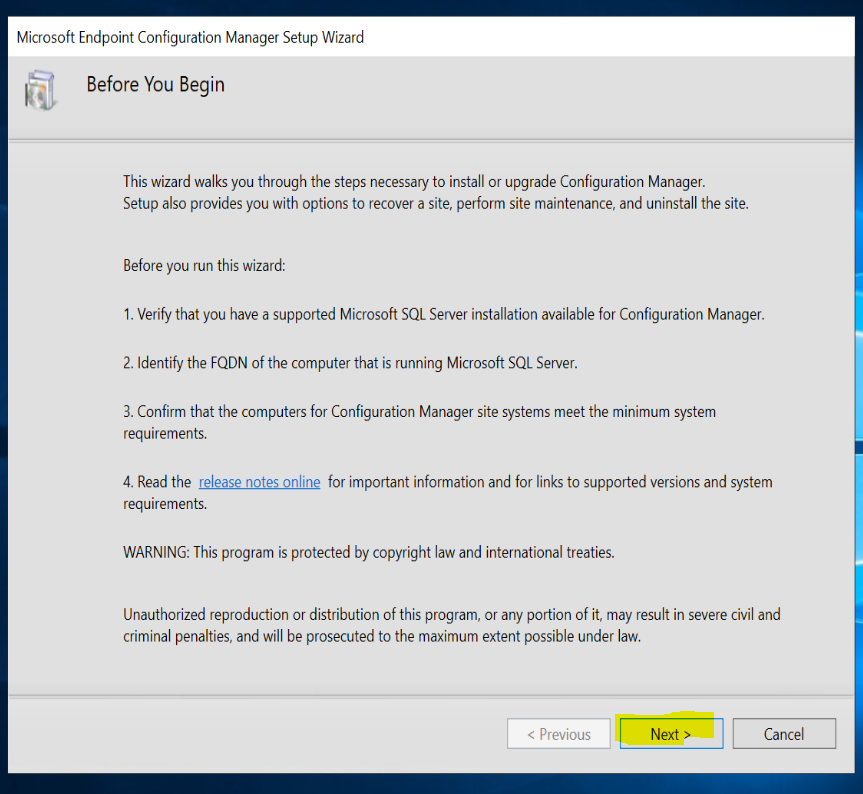 Microsoft Endpoint Configuration Manager Setup Wizard
Before You Begin
This wizard walks you through the steps necessary to install or upgrade Configuration Manager.
Setup also provides you with options to recover a site, perform site maintenance, and uninstall the site.
Before you run this wizard:
1. Verify that you have a supported Microsoft SQL Server installation available for Configuration Manager.
2. Identify the FQDN of the computer that is running Microsoft SQL Server.
3. Confirm that the computers for Configuration Manager site systems meet the minimum system
requirements.
4. Read the release notes online for important information and for links to supported versions and system
requirements.
WARNING: This program is protected by copyright law and international treaties.
Unauthorized reproduction or distribution of this program, or any portion of it, may result in severe civil and
criminal penalties, and will be prosecuted to the maximum extent possible under law.
< Previous Next > Cancel